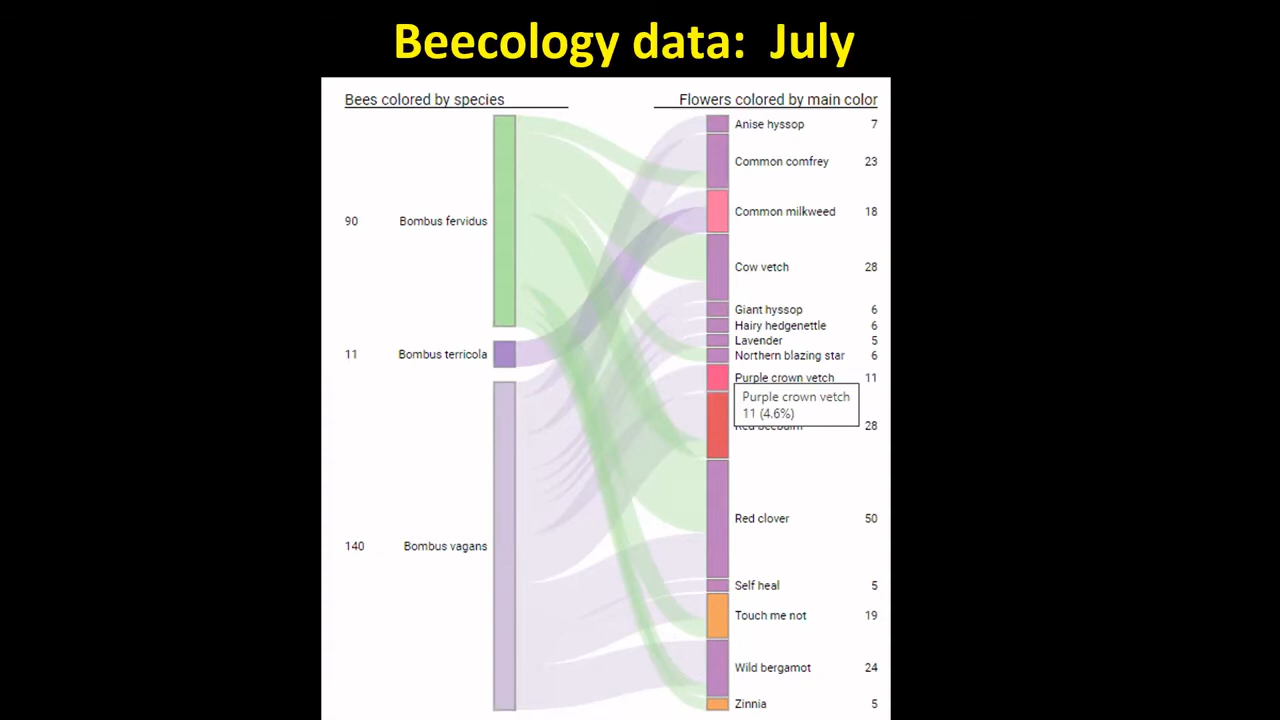 Beecology data: July
Bees colored by species
Flowers colored by main color
90 Bombus fervidus
11 Bombus terricola
140 Bombus vagans
Anise hyssop 7
Common comfrey 23
Common milkweed 18
Cow vetch 28
Giant hyssop 6
Hairy hedgenettle 6
Lavender 5
Northern blazing star 6
Purple crown vetch 11
Purple crown vetch
11 (4.6%)
28
Red clover 50
Self heal 5
Touch me not 19
Wild bergamot 24
Zinnia 5